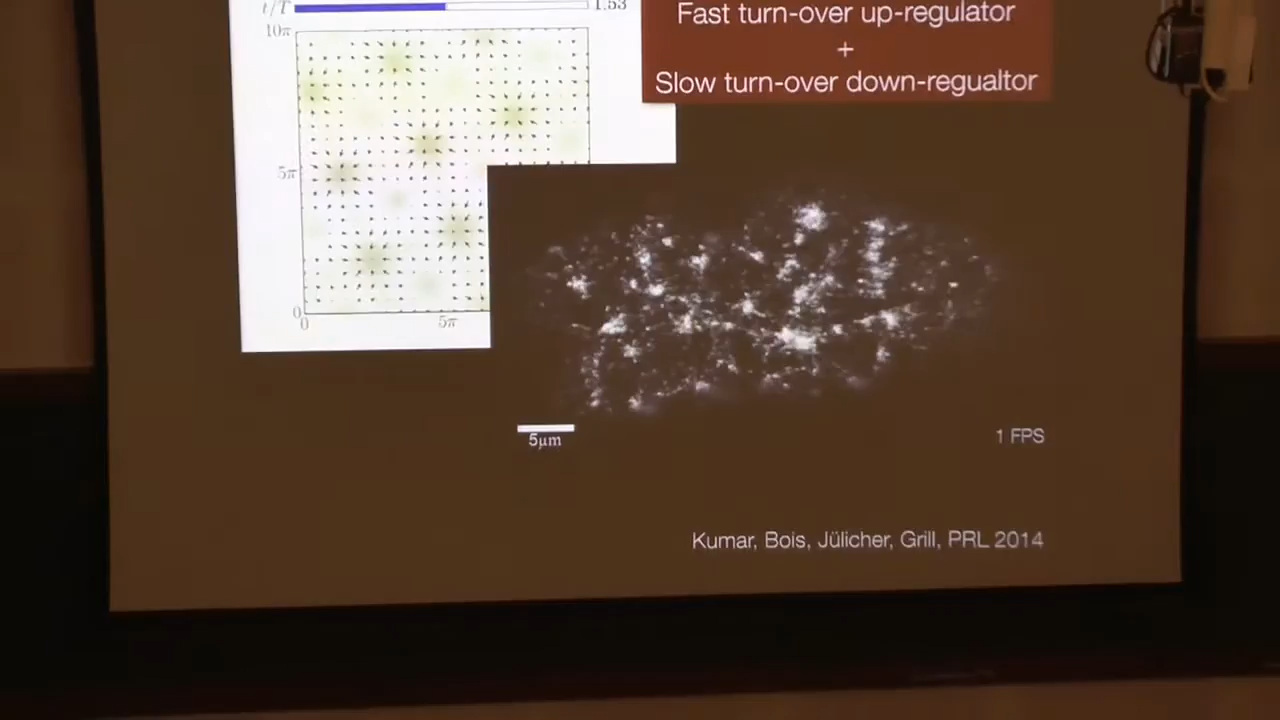 t/T 1.53
Fast turn-over up-regulator
+
Slow turn-over down-regualtor
10π
5π
0
0 5π
5μm
1 FPS
Kumar, Bois, Jülicher, Grill, PRL 2014